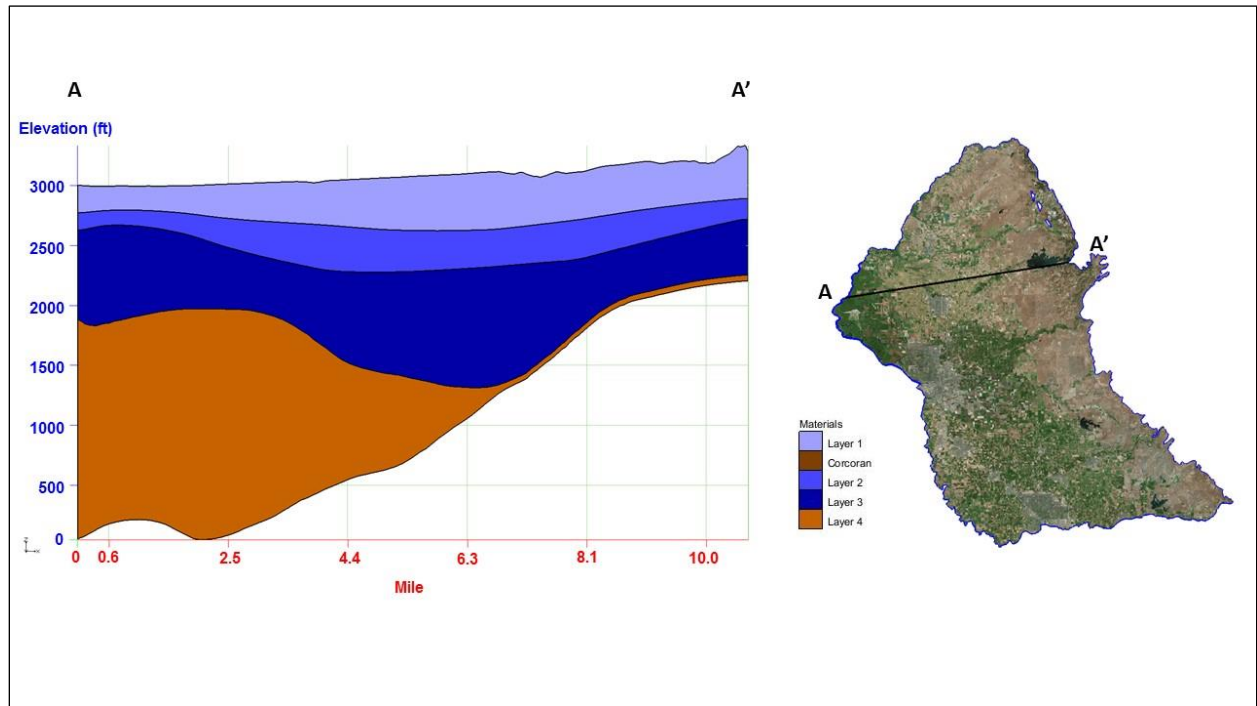 A
A'
Elevation (ft)
3000
2500
2000
1500
1000
500
0
0 0.6 2.5 4.4 6.3 8.1 10.0
Mile
A
A'
Materials
Layer 1
Corcoran
Layer 2
Layer 3
Layer 4